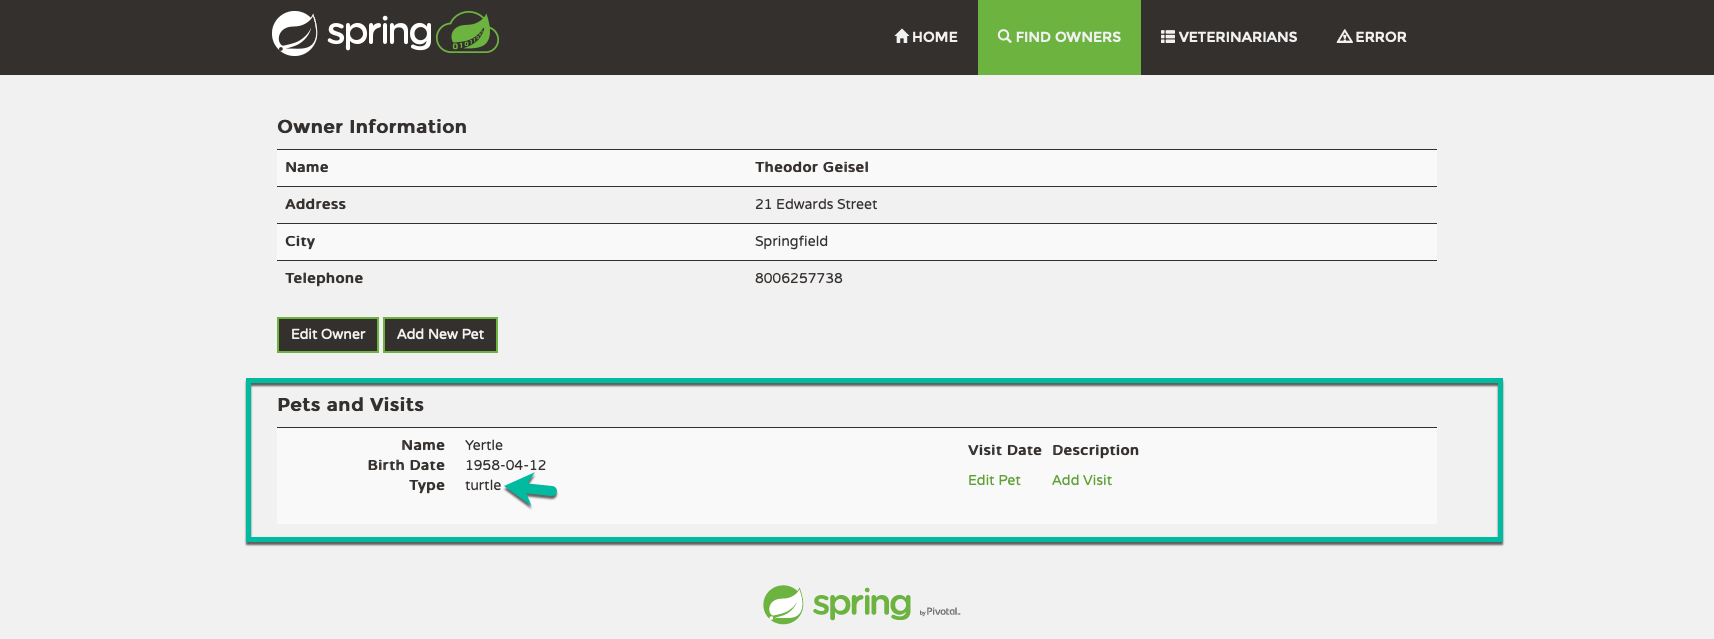 spring
HOME FIND OWNERS VETERINARIANS ERROR
Owner Information
Name Theodor Geisel
Address 21 Edwards Street
City Springfield
Telephone 8006257738
Edit Owner Add New Pet
Pets and Visits
Name Yertle
Birth Date 1958-04-12
Type turtle
Visit Date Description
Edit Pet Add Visit
spring by Pivotal.